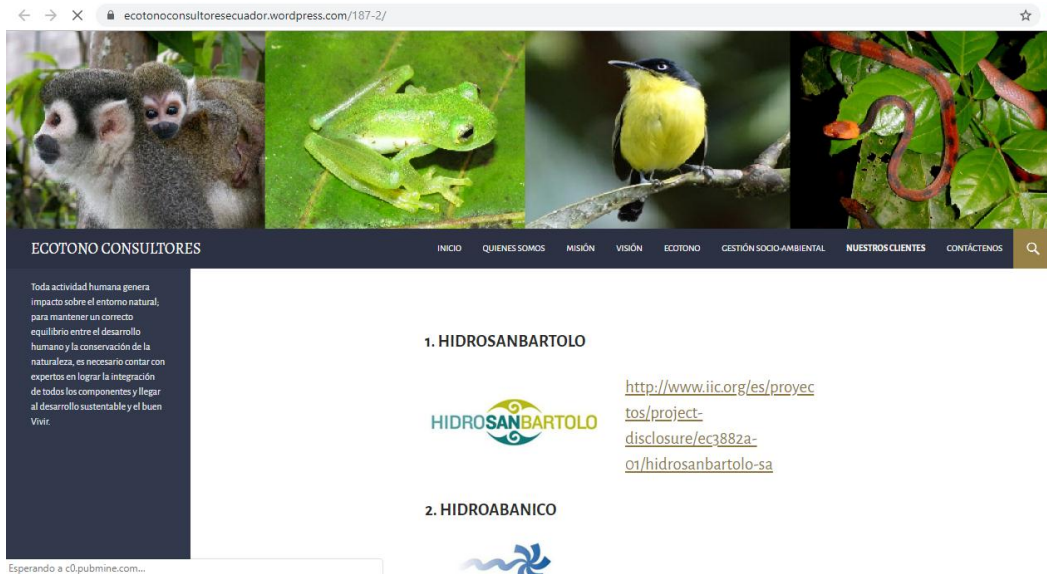 ecotonoconsultoresecuador.wordpress.com/187-2/
ECOTONO CONSULTORES
INICIO QUIENES SOMOS MISIÓN VISIÓN ECOTONO GESTIÓN SOCIO-AMBIENTAL NUESTROS CLIENTES CONTÁCTENOS
Toda actividad humana genera
impacto sobre el entorno natural;
para mantener un correcto
equilibrio entre el desarrollo
humano y la conservación de la
naturaleza, es necesario contar con
expertos en lograr la integración
de todos los componentes y llegar
al desarrollo sustentable y el buen
Vivir.
1. HIDROSANBARTOLO
HIDROSANBARTOLO
http://www.iic.org/es/proyec
tos/project-
disclosure/ec3882a-
01/hidrosanbartolo-sa
2. HIDROABANICO
Esperando a c0.pubmine.com...